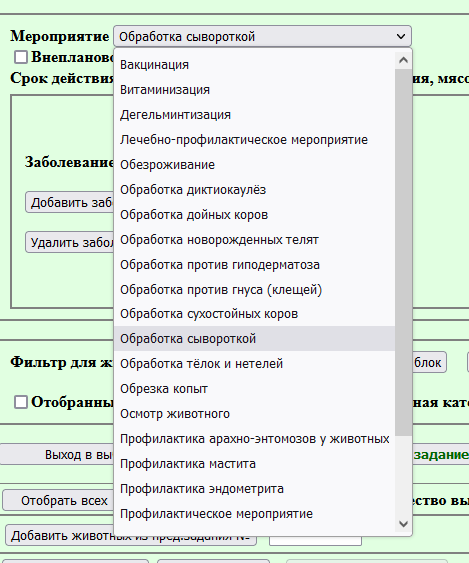 Мероприятие Обработка сывороткой
Внепланово
Срок действия ия, мясо
Вакцинация
Витаминизация
Дегельминтизация
Лечебно-профилактическое мероприятие
Обезроживание
Заболевание
Обработка диктиокаулёз
Добавить заб
Обработка дойных коров
Обработка новорожденных телят
Удалить забол
Обработка против гиподерматоза
Обработка против гнуса (клещей)
Обработка сухостойных коров
Обработка сывороткой
Обработка тёлок и нетелей
Фильтр для ж блок
Обрезка копыт
Отобранны ная кате
Осмотр животного
Профилактика арахно-энтомозов у животных
Выход в вы задание
Профилактика мастита
Профилактика эндометрита
Отобрать всех ество вы
Профилактическое мероприятие
Добавить животных из пред.задания №